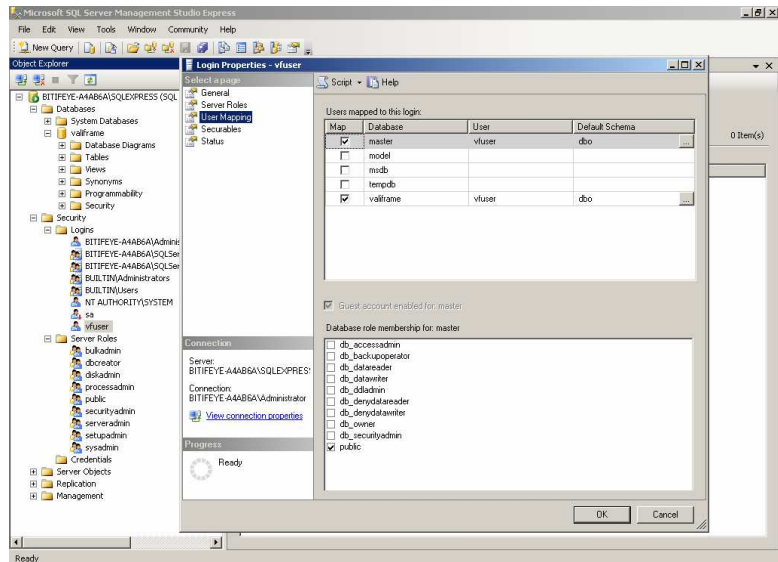 Microsoft SQL Server Management Studio Express
File Edit View Tools Window Community Help
New Query
Object Explorer
BITIFEYE-A4AB6A\SQLEXPRESS (SQL
Databases
System Databases
valiframe
Database Diagrams
Tables
Views
Synonyms
Programmability
Security
Security
Logins
BITIFEYE-A4AB6A\Adminis
BITIFEYE-A4AB6A\SQLSer
BITIFEYE-A4AB6A\SQLSer
BUILTIN\Administrators
BUILTIN\Users
NT AUTHORITY\SYSTEM
sa
vfuser
Server Roles
bulkadmin
dbcreator
diskadmin
processadmin
public
securityadmin
serveradmin
setupadmin
sysadmin
Credentials
Server Objects
Replication
Management
Ready
Login Properties - vfuser
Select a page
General
Server Roles
User Mapping
Securables
Status
Connection
Server:
BITIFEYE-A4AB6A\SQLEXPRES
Connection:
BITIFEYE-A4AB6A\Administrator
View connection properties
Progress
Ready
Script Help
Users mapped to this login:
Map Database User Default Schema
master vfuser dbo ...
model
msdb
tempdb
valiframe vfuser dbo ...
Guest account enabled for: master
Database role membership for: master
db_accessadmin
db_backupoperator
db_datareader
db_datawriter
db_ddladmin
db_denydatareader
db_denydatawriter
db_owner
db_securityadmin
public
OK Cancel
0 Item(s)